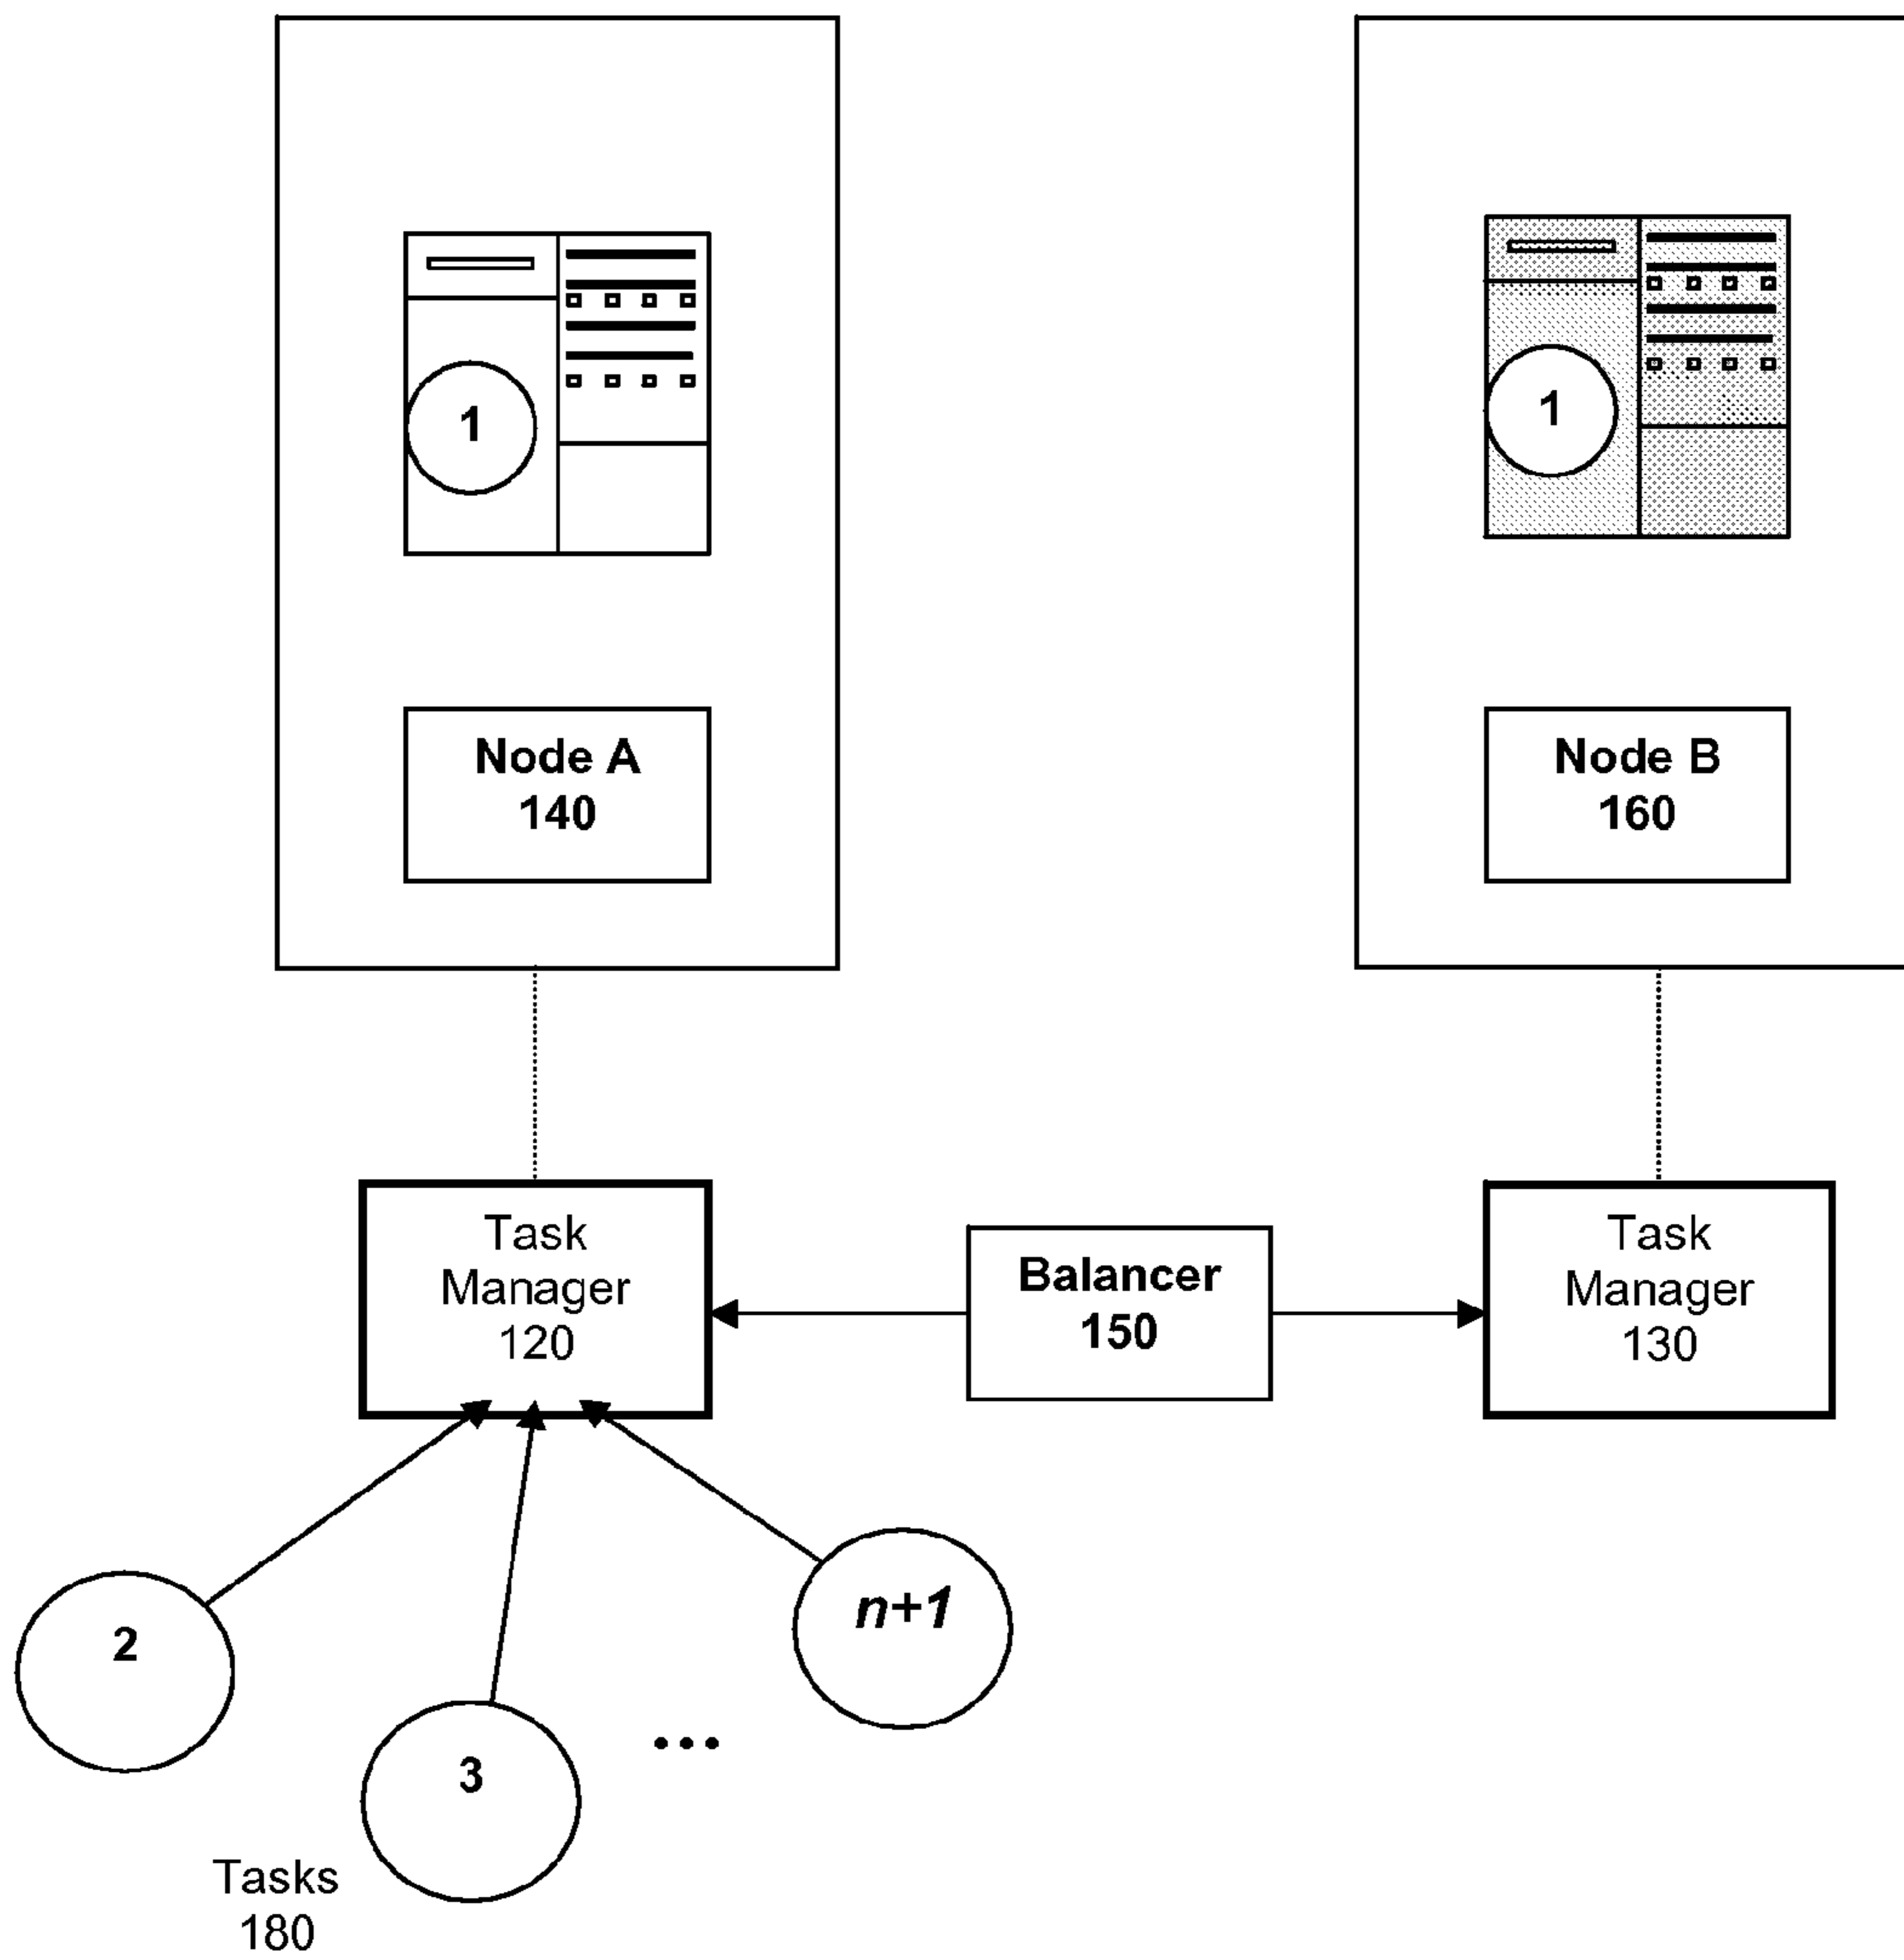 1
1
Node A
140
Node B
160
Task
Manager
120
Balancer
150
Task
Manager
130
2
3
...
n+1
Tasks
180